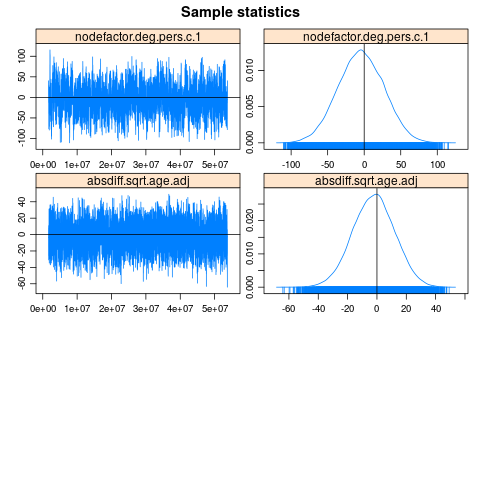 Sample statistics
nodefactor.deg.pers.c.1
nodefactor.deg.pers.c.1
100
50
0
-50
-100
0e+00 1e+07 2e+07 3e+07 4e+07 5e+07
0.010
0.005
0.000
-100 -50 0 50 100
absdiff.sqrt.age.adj
absdiff.sqrt.age.adj
40
20
0
-20
-40
-60
0e+00 1e+07 2e+07 3e+07 4e+07 5e+07
0.020
0.010
0.000
-60 -40 -20 0 20 40